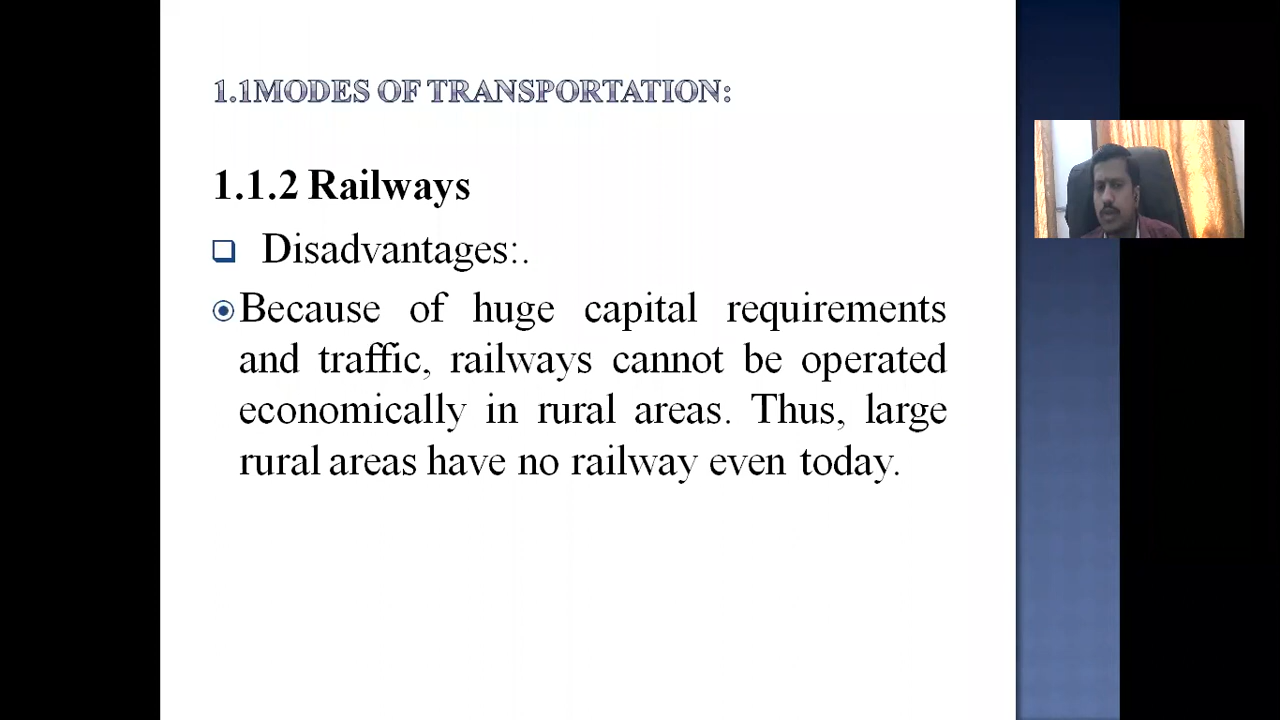 1.1MODES OF TRANSPORTATION:
1.1.2 Railways
Disadvantages:.
Because of huge capital requirements
and traffic, railways cannot be operated
economically in rural areas. Thus, large
rural areas have no railway even today.